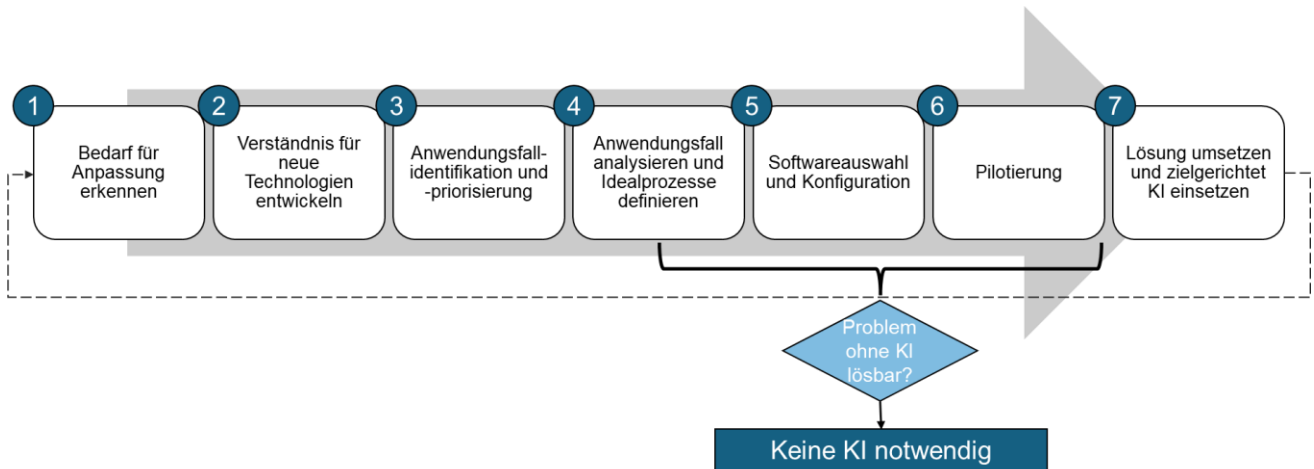 1
Bedarf für
Anpassung
erkennen
2
Verständnis für
neue
Technologien
entwickeln
3
Anwendungsfall-
identifikation und
-priorisierung
4
Anwendungsfall
analysieren und
Idealprozesse
definieren
5
Softwareauswahl
und Konfiguration
6
Pilotierung
7
Lösung umsetzen
und zielgerichtet
KI einsetzen
Problem
ohne KI
lösbar?
Keine KI notwendig